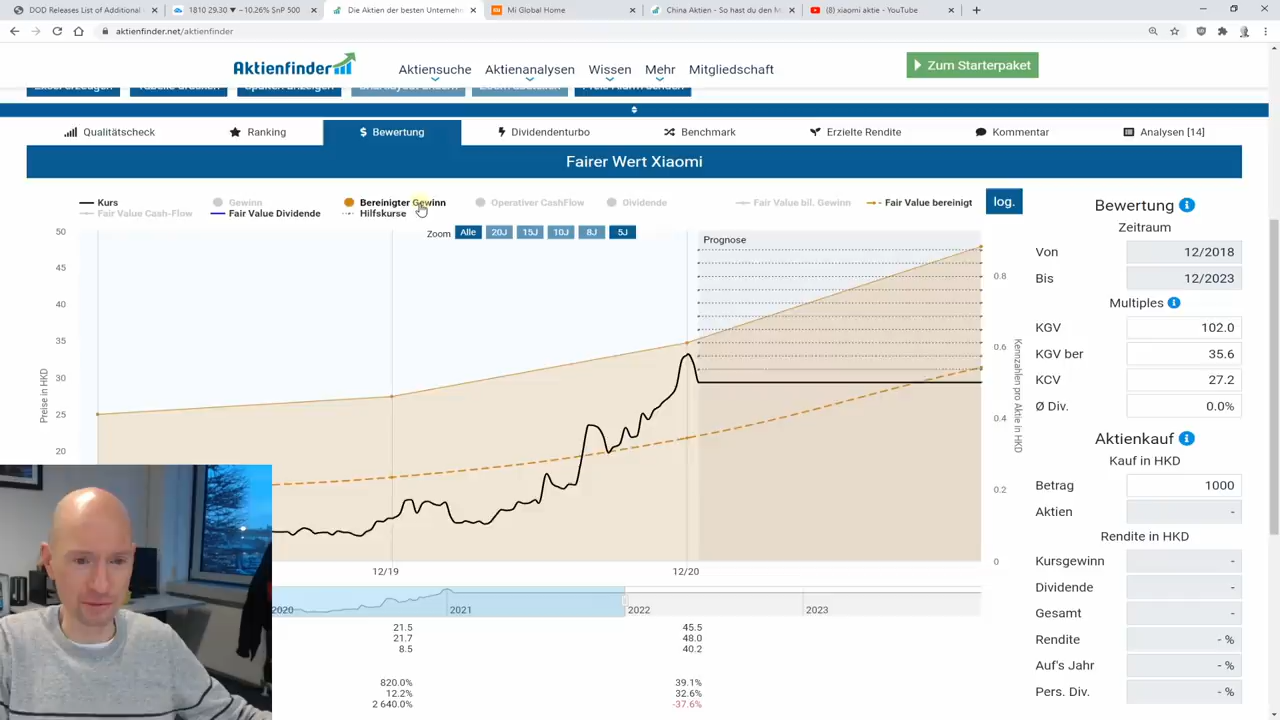 DOD Releases List of Additional
1810 29.30 ▼ −10.26% SnP 500
Die Aktien der besten Unternehm
Mi Global Home
China Aktien - So hast du den M
(8) xiaomi aktie - YouTube
aktienfinder.net/aktienfinder
Aktienfinder
Aktiensuche
Aktienanalysen
Wissen
Mehr
Mitgliedschaft
Zum Starterpaket
Qualitätscheck
Ranking
$ Bewertung
Dividendenturbo
Benchmark
Erzielte Rendite
Kommentar
Analysen [14]
Fairer Wert Xiaomi
Kurs
Gewinn
Bereinigter Gewinn
Operativer CashFlow
Dividende
Fair Value bil. Gewinn
Fair Value bereinigt
Fair Value Cash-Flow
Fair Value Dividende
Hilfskurse
log.
Zoom
Alle
20J
15J
10J
8J
5J
Prognose
50
45
40
35
30
25
20
Preise in HKD
0.8
0.6
0.4
0.2
0
Kennzahlen pro Aktie in HKD
12/19
12/20
2020
2021
2022
2023
21.5
45.5
21.7
48.0
8.5
40.2
820.0%
39.1%
12.2%
32.6%
2 640.0%
-37.6%
Bewertung
Zeitraum
Von
12/2018
Bis
12/2023
Multiples
KGV
102.0
KGV ber
35.6
KCV
27.2
Ø Div.
0.0%
Aktienkauf
Kauf in HKD
Betrag
1000
Aktien
-
Rendite in HKD
Kursgewinn
-
Dividende
-
Gesamt
-
Rendite
- %
Auf's Jahr
- %
Pers. Div.
- %